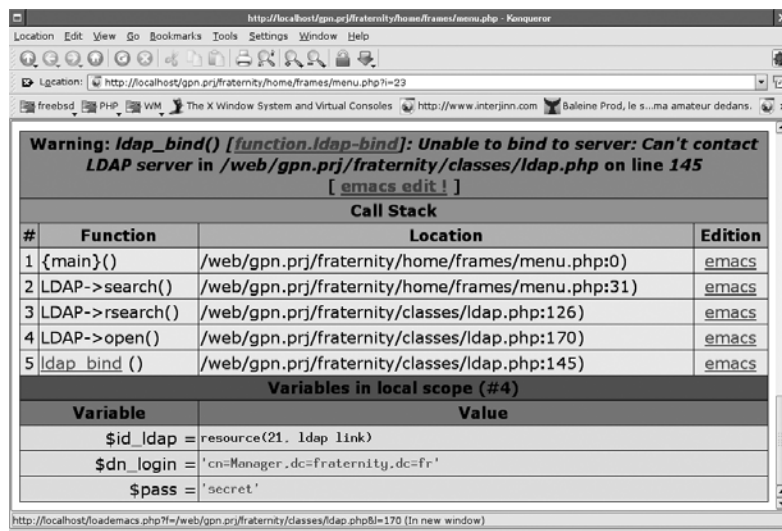 http://localhost/gpn.prj/fraternity/home/frames/menu.php - Konqueror
Location Edit View Go Bookmarks Tools Settings Window Help
Location: http://localhost/gpn.prj/fraternity/home/frames/menu.php?i=23
freebsd PHP WM The X Window System and Virtual Consoles http://www.interjinn.com Baleine Prod, le s...ma amateur dedans.
Warning: ldap_bind() [function.ldap-bind]: Unable to bind to server: Can't contact
LDAP server in /web/gpn.prj/fraternity/classes/ldap.php on line 145
[ emacs edit ! ]
Call Stack
# Function Location Edition
1 {main}() /web/gpn.prj/fraternity/home/frames/menu.php:0) emacs
2 LDAP->search() /web/gpn.prj/fraternity/home/frames/menu.php:31) emacs
3 LDAP->rsearch() /web/gpn.prj/fraternity/classes/ldap.php:126) emacs
4 LDAP->open() /web/gpn.prj/fraternity/classes/ldap.php:170) emacs
5 ldap_bind () /web/gpn.prj/fraternity/classes/ldap.php:145) emacs
Variables in local scope (#4)
Variable Value
$id_ldap = resource(21, ldap link)
$dn_login = 'cn=Manager,dc=fraternity,dc=fr'
$pass = 'secret'
http://localhost/loademacs.php?f=/web/gpn.prj/fraternity/classes/ldap.php&l=170 (In new window)